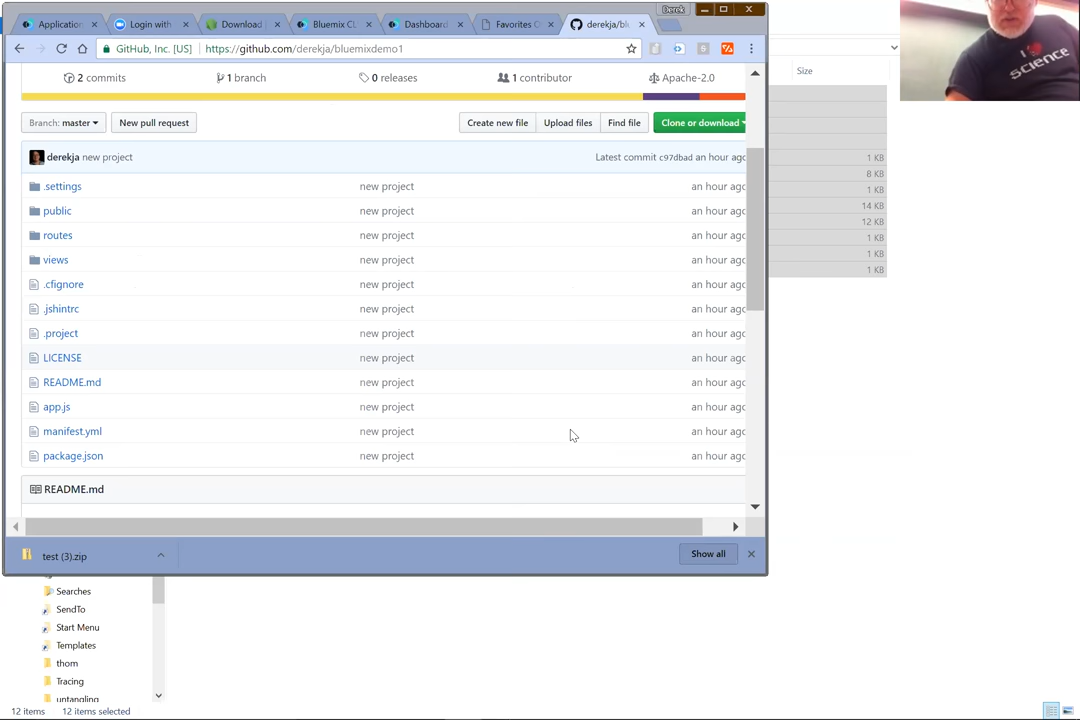 Derek
Application
Login with
Download
Bluemix CL
Dashboard
Favorites
derekja/blu
GitHub, Inc. [US] https://github.com/derekja/bluemixdemo1
Size
2 commits 1 branch 0 releases 1 contributor Apache-2.0
Branch: master New pull request Create new file Upload files Find file Clone or download
derekja new project Latest commit c97dbad an hour ago
.settings new project an hour ago
public new project an hour ago
routes new project an hour ago
views new project an hour ago
.cfignore new project an hour ago
.jshintrc new project an hour ago
.project new project an hour ago
LICENSE new project an hour ago
README.md new project an hour ago
app.js new project an hour ago
manifest.yml new project an hour ago
package.json new project an hour ago
README.md
1 KB
8 KB
1 KB
14 KB
12 KB
1 KB
1 KB
1 KB
I
science
test (3).zip Show all
Searches
SendTo
Start Menu
Templates
thom
Tracing
untangling
12 items 12 items selected